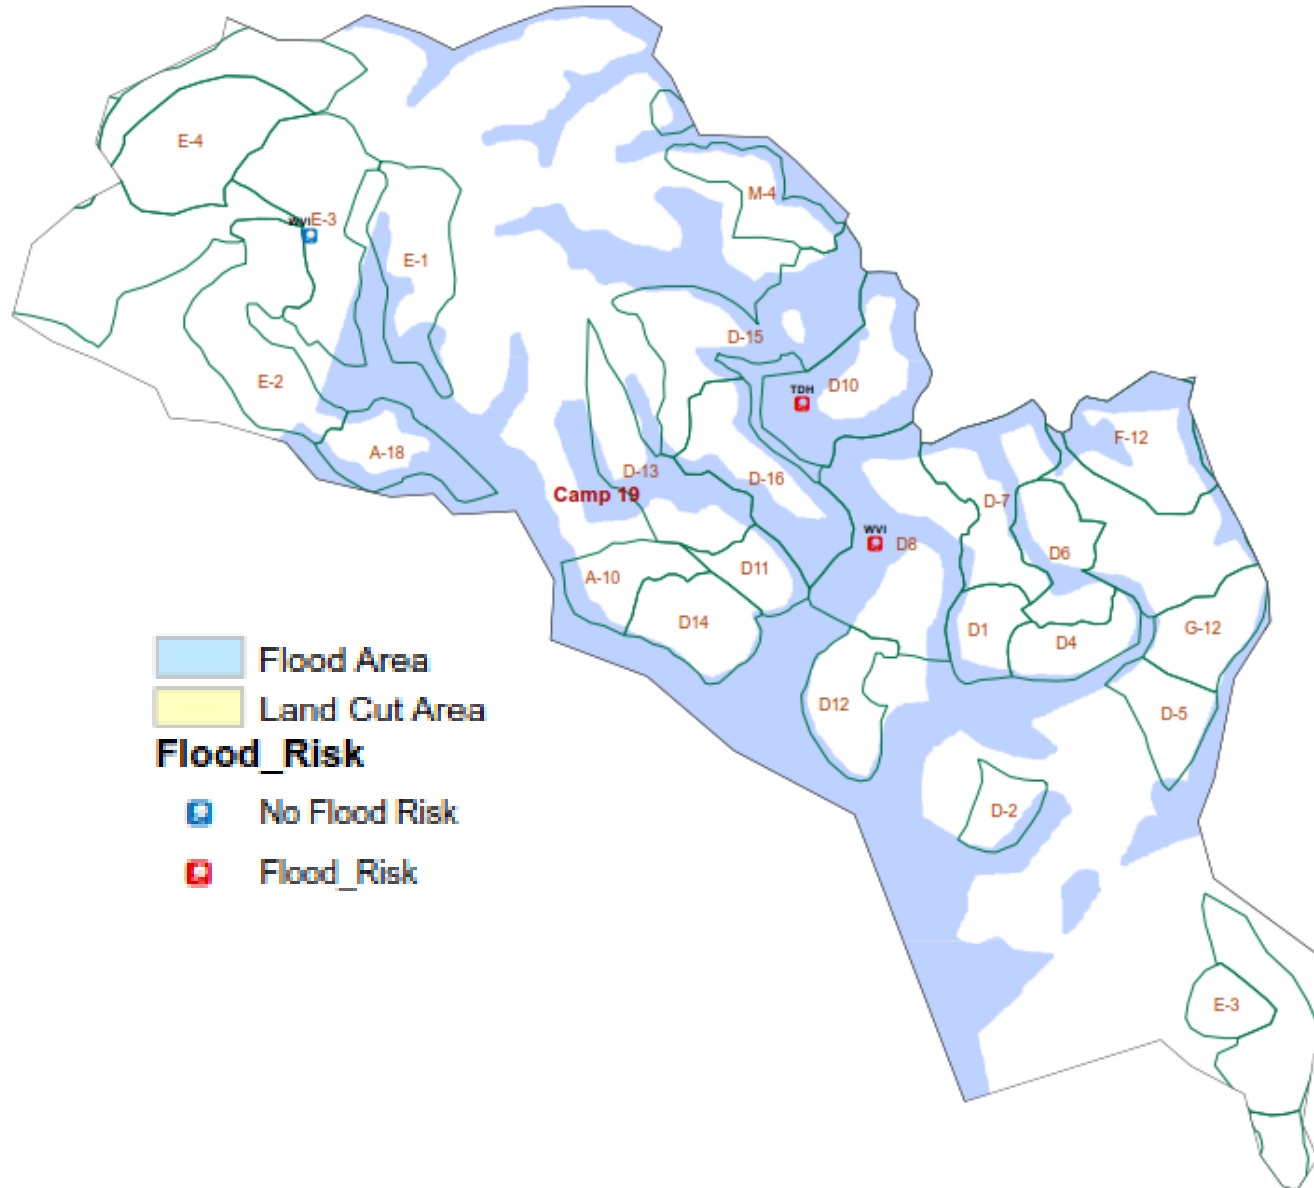 E-4
M-4
WVI
E-3
E-1
D-15
E-2
TDH
D10
F-12
A-18
D-13
D-16
Camp 19
D-7
WVI
D8
D6
D11
A-10
D14
D1
D4
G-12
Flood Area
Land Cut Area
Flood_Risk
No Flood Risk
Flood_Risk
D12
D-5
D-2
E-3